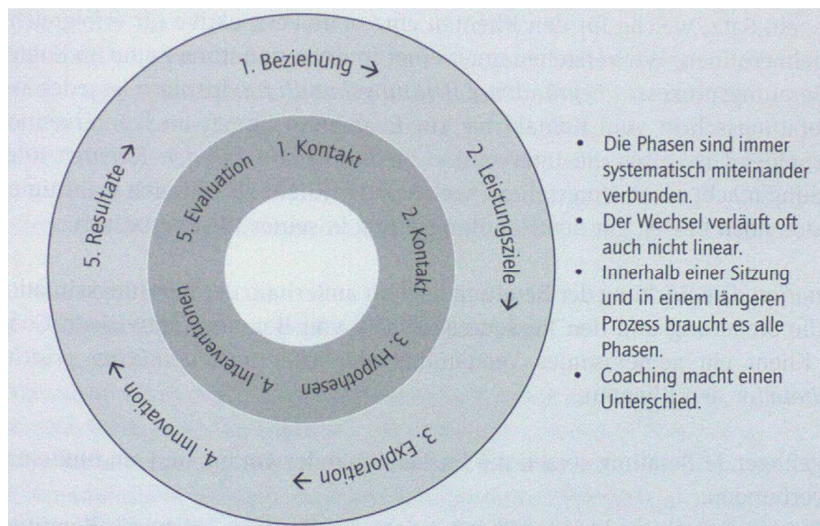 1. Beziehung →
2. Leistungsziele →
3. Exploration →
4. Innovation →
5. Resultate →
1. Kontakt
2. Kontakt
3. Hypothesen
4. Interventionen
5. Evaluation
• Die Phasen sind immer
systematisch miteinander
verbunden.
• Der Wechsel verläuft oft
auch nicht linear.
• Innerhalb einer Sitzung
und in einem längeren
Prozess braucht es alle
Phasen.
• Coaching macht einen
Unterschied.